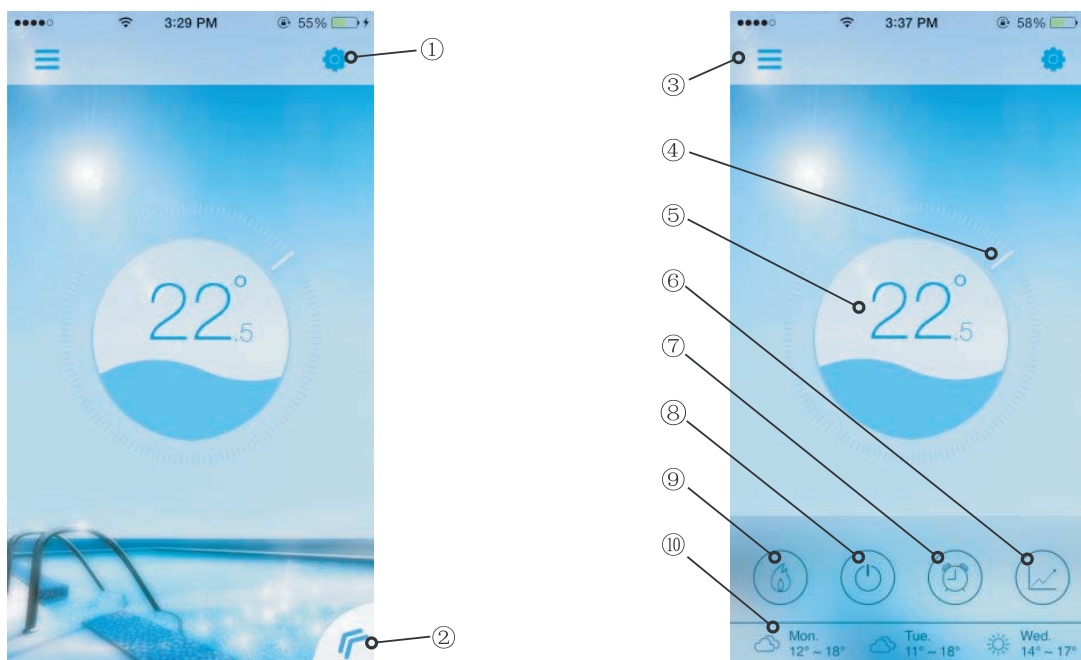 3:29 PM 55%
①
22°
.5
②
3:37 PM 58%
③
④
⑤
22°
.5
⑥
⑦
⑧
⑨
⑩
Mon.
12° ~ 18°
Tue.
11° ~ 18°
Wed.
14° ~ 17°